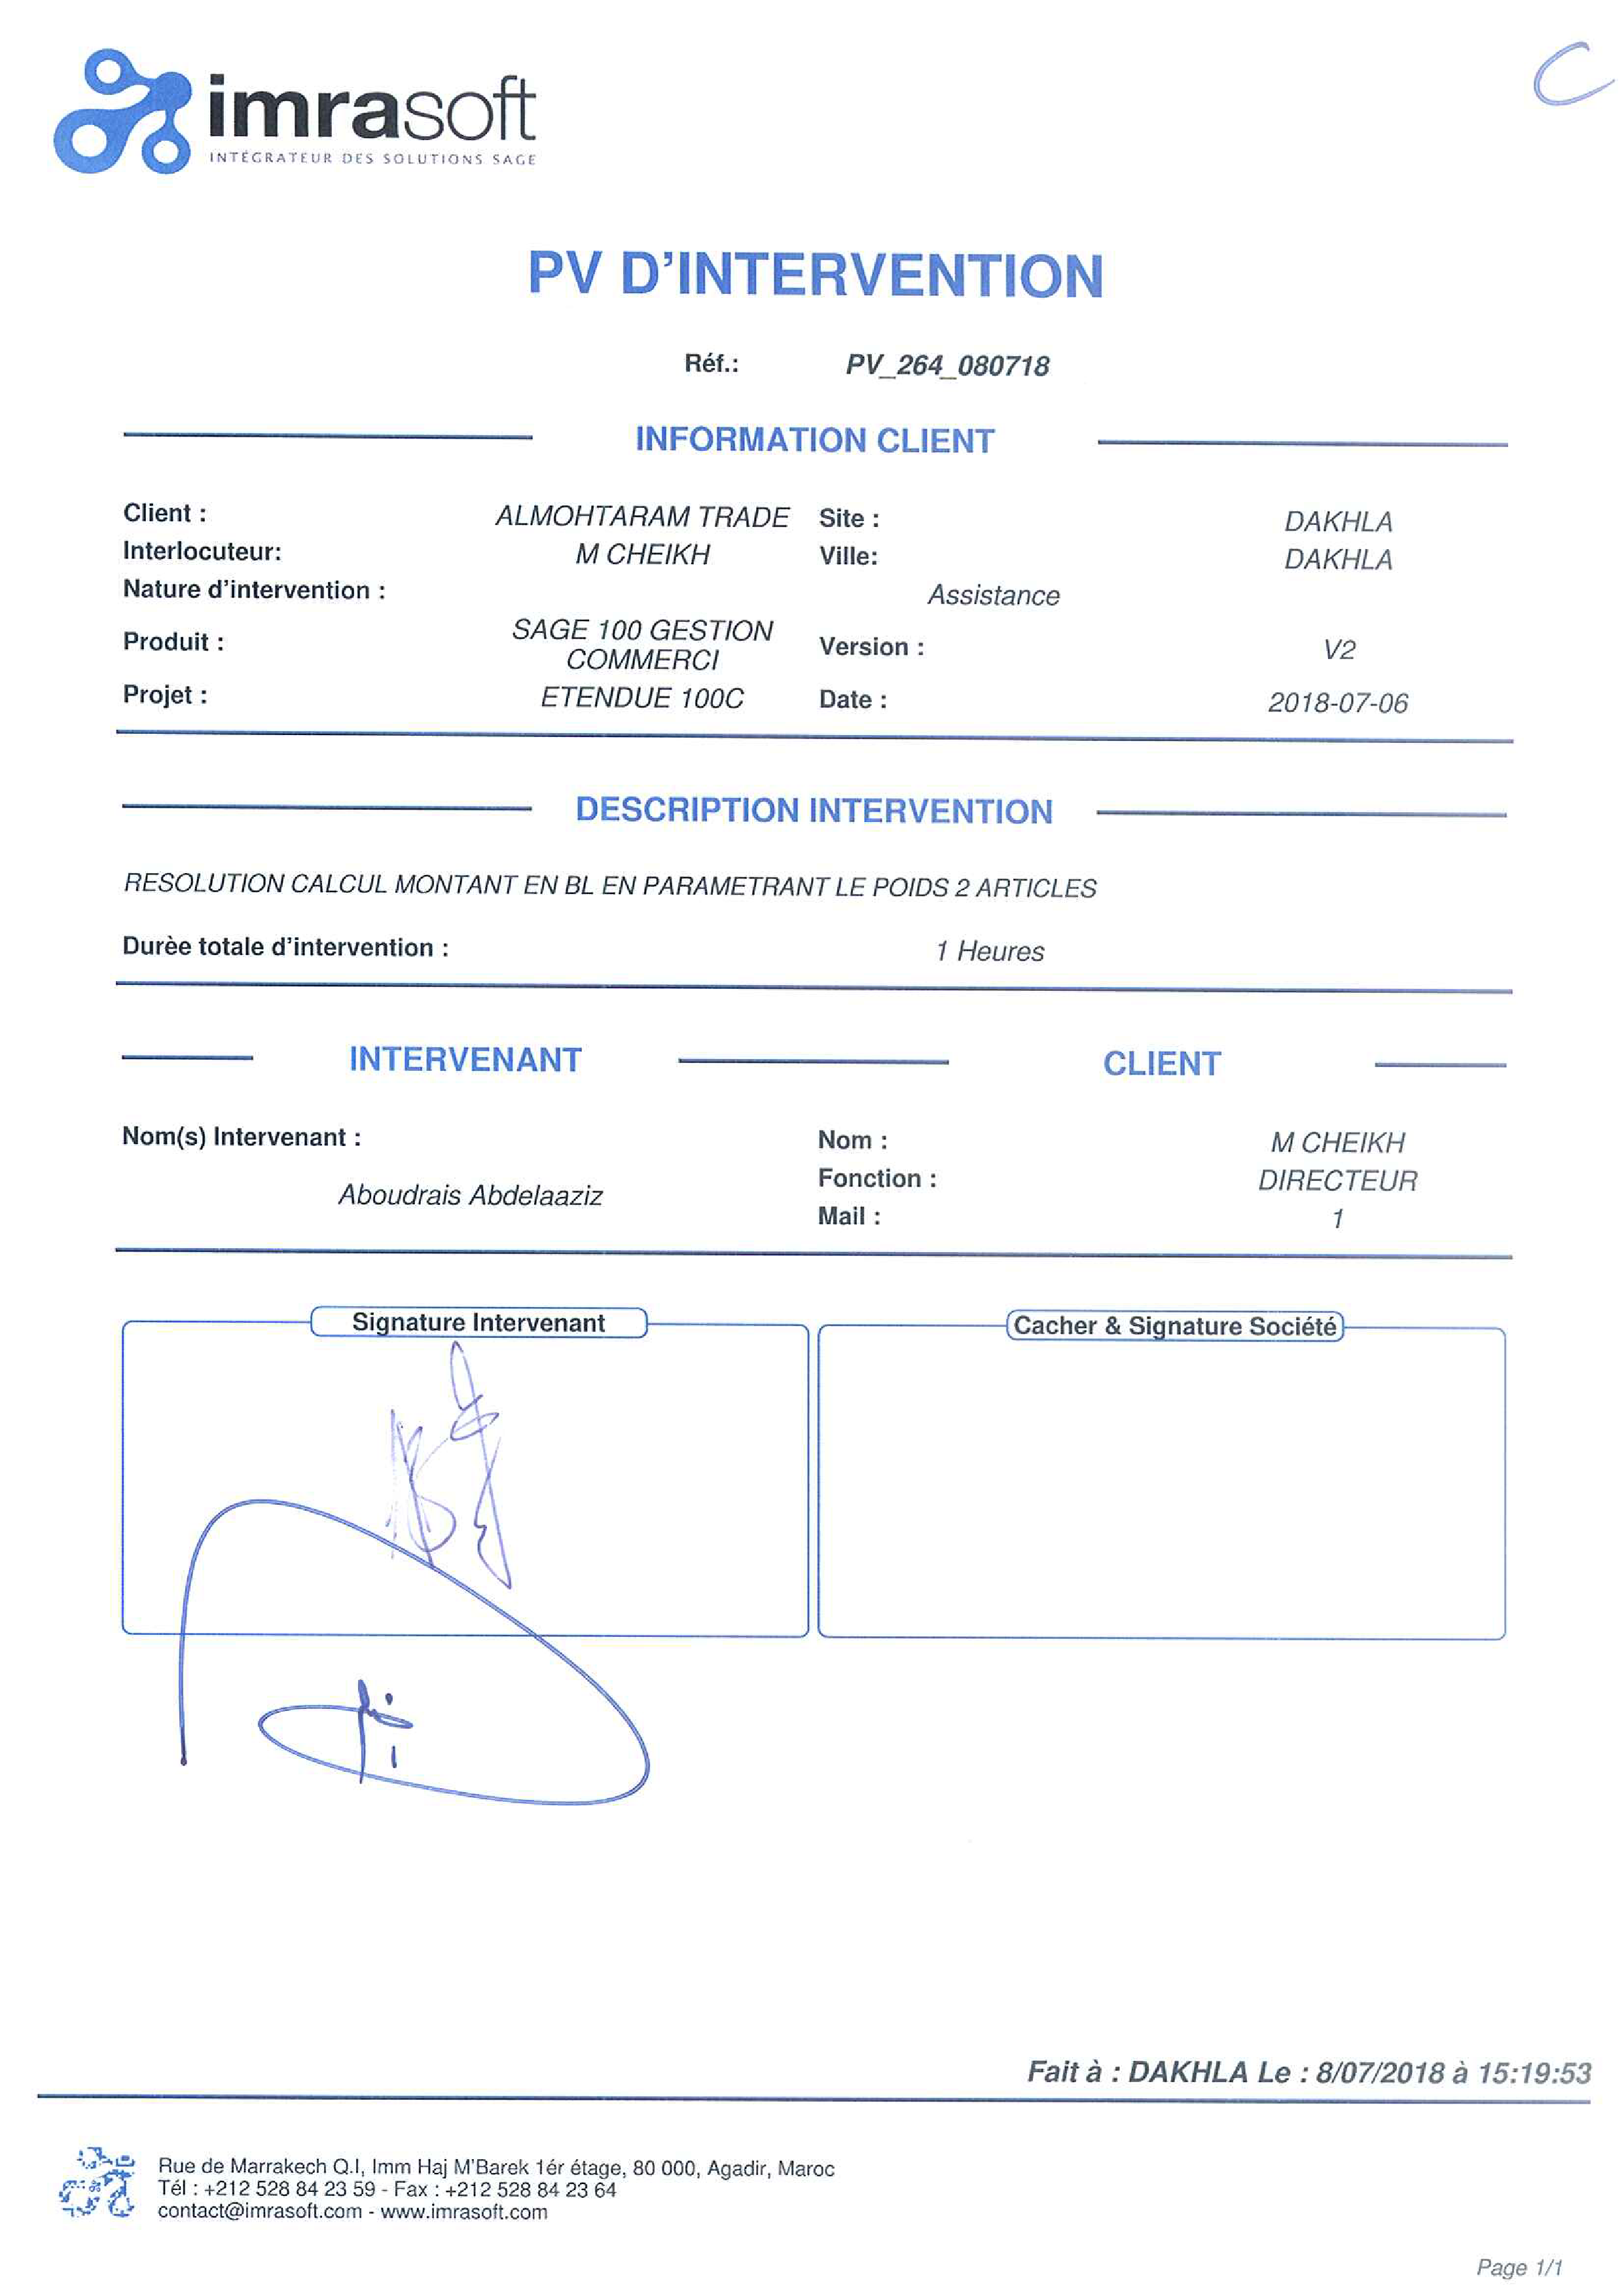 C
imrasoft
INTÉGRATEUR DES SOLUTIONS SAGE
PV D'INTERVENTION
Réf.: PV_264_080718
INFORMATION CLIENT
Client : ALMOHTARAM TRADE Site : DAKHLA
Interlocuteur: M CHEIKH Ville: DAKHLA
Nature d'intervention : Assistance
Produit : SAGE 100 GESTION COMMERCI Version : V2
Projet : ETENDUE 100C Date : 2018-07-06
DESCRIPTION INTERVENTION
RESOLUTION CALCUL MONTANT EN BL EN PARAMETRANT LE POIDS 2 ARTICLES
Durèe totale d'intervention : 1 Heures
INTERVENANT CLIENT
Nom(s) Intervenant : Nom : M CHEIKH
Fonction : DIRECTEUR
Aboudrais Abdelaaziz
Mail : 1
Signature Intervenant Cacher & Signature Société
Fait à : DAKHLA Le : 8/07/2018 à 15:19:53
Rue de Marrakech Q.I, Imm Haj M'Barek 1ér étage, 80 000, Agadir, Maroc
Tél : +212 528 84 23 59 - Fax : +212 528 84 23 64
contact@imrasoft.com - www.imrasoft.com
Page 1/1